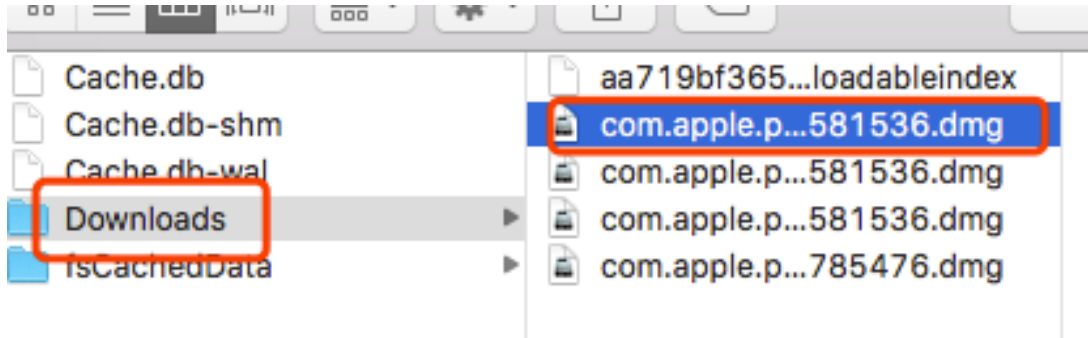 Cache.db
Cache.db-shm
Cache.db-wal
Downloads
fsCachedData
aa719bf365...loadableindex
com.apple.p...581536.dmg
com.apple.p...581536.dmg
com.apple.p...581536.dmg
com.apple.p...785476.dmg